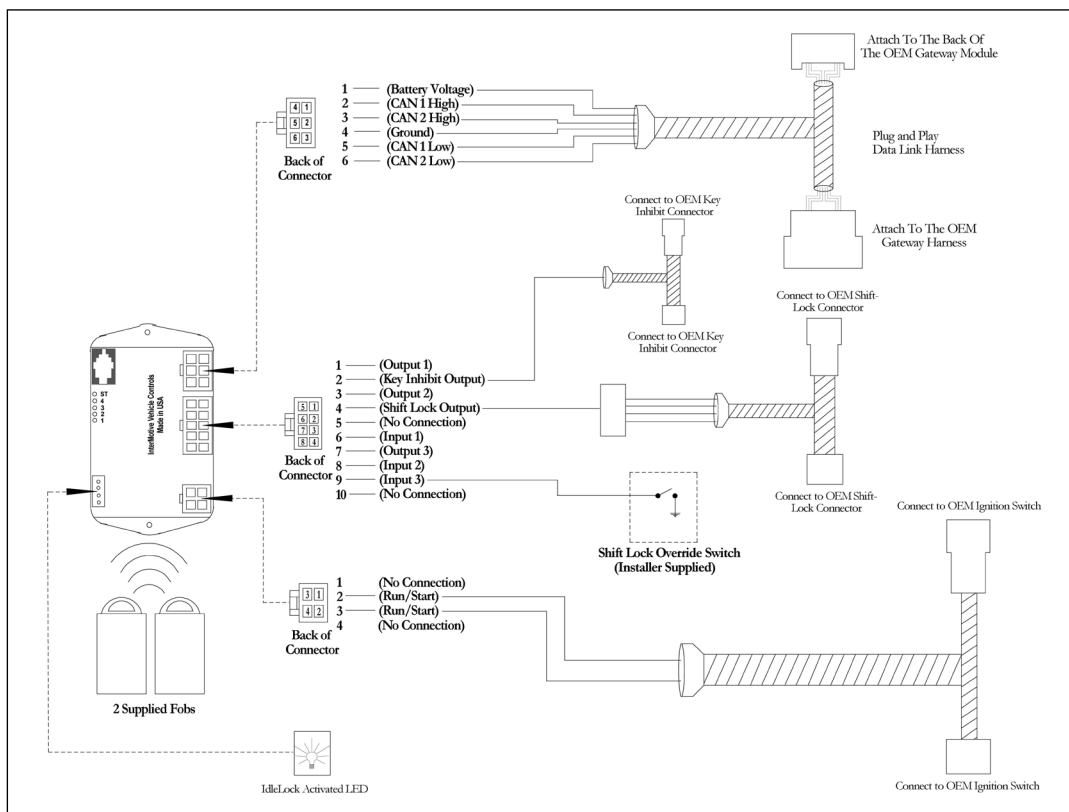 Attach To The Back Of
The OEM Gateway Module
1 (Battery Voltage)
2 (CAN 1 High)
3 (CAN 2 High)
4 (Ground)
5 (CAN 1 Low)
6 (CAN 2 Low)
4 1
5 2
6 3
Back of
Connector
Plug and Play
Data Link Harness
Attach To The OEM
Gateway Harness
Connect to OEM Key
Inhibit Connector
Connect to OEM Key
Inhibit Connector
Connect to OEM Shift-
Lock Connector
Connect to OEM Shift-
Lock Connector
ST
4
3
2
1
InterMotive Vehicle Controls
Made in USA
1 (Output 1)
2 (Key Inhibit Output)
3 (Output 2)
4 (Shift Lock Output)
5 (No Connection)
6 (Input 1)
7 (Output 3)
8 (Input 2)
9 (Input 3)
10 (No Connection)
5 1
6 2
7 3
8 4
Back of
Connector
Shift Lock Override Switch
(Installer Supplied)
Connect to OEM Ignition Switch
1 (No Connection)
2 (Run/Start)
3 (Run/Start)
4 (No Connection)
3 1
4 2
Back of
Connector
2 Supplied Fobs
IdleLock Activated LED
Connect to OEM Ignition Switch